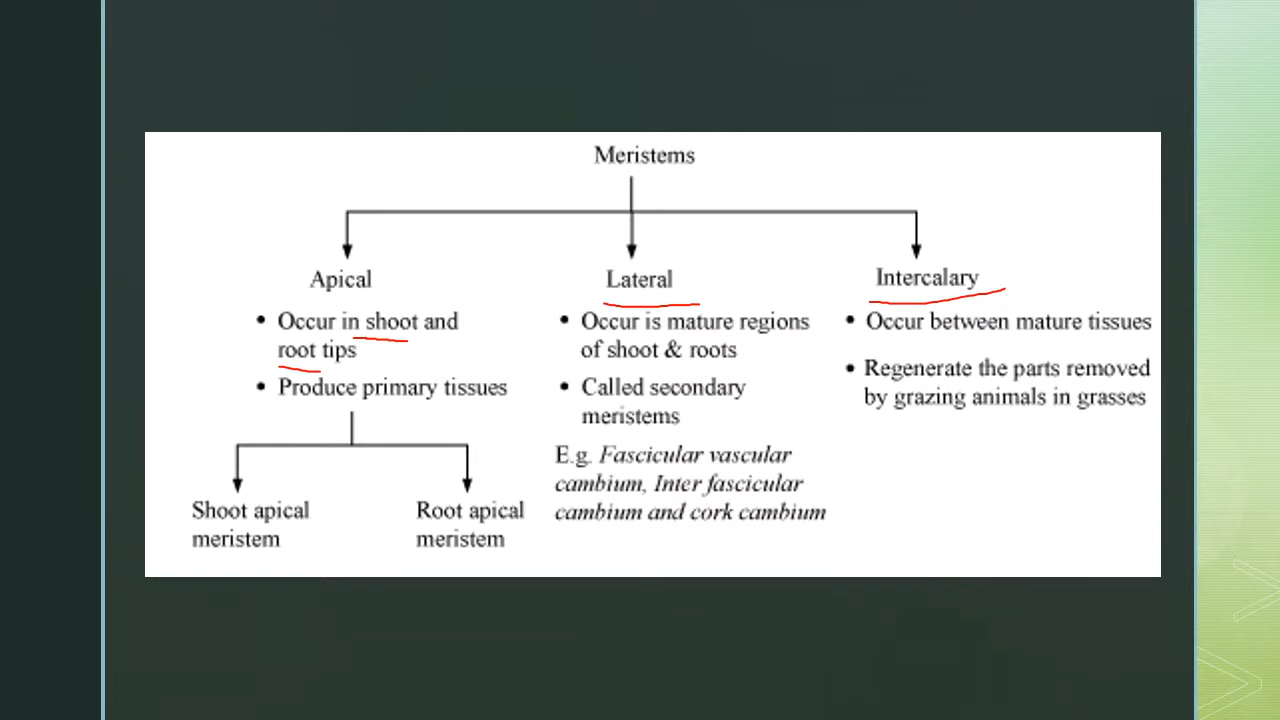 Meristems
Apical
• Occur in shoot and
root tips
• Produce primary tissues
Shoot apical
meristem
Root apical
meristem
Lateral
• Occur is mature regions
of shoot & roots
• Called secondary
meristems
E.g. Fascicular vascular
cambium, Inter fascicular
cambium and cork cambium
Intercalary
• Occur between mature tissues
• Regenerate the parts removed
by grazing animals in grasses